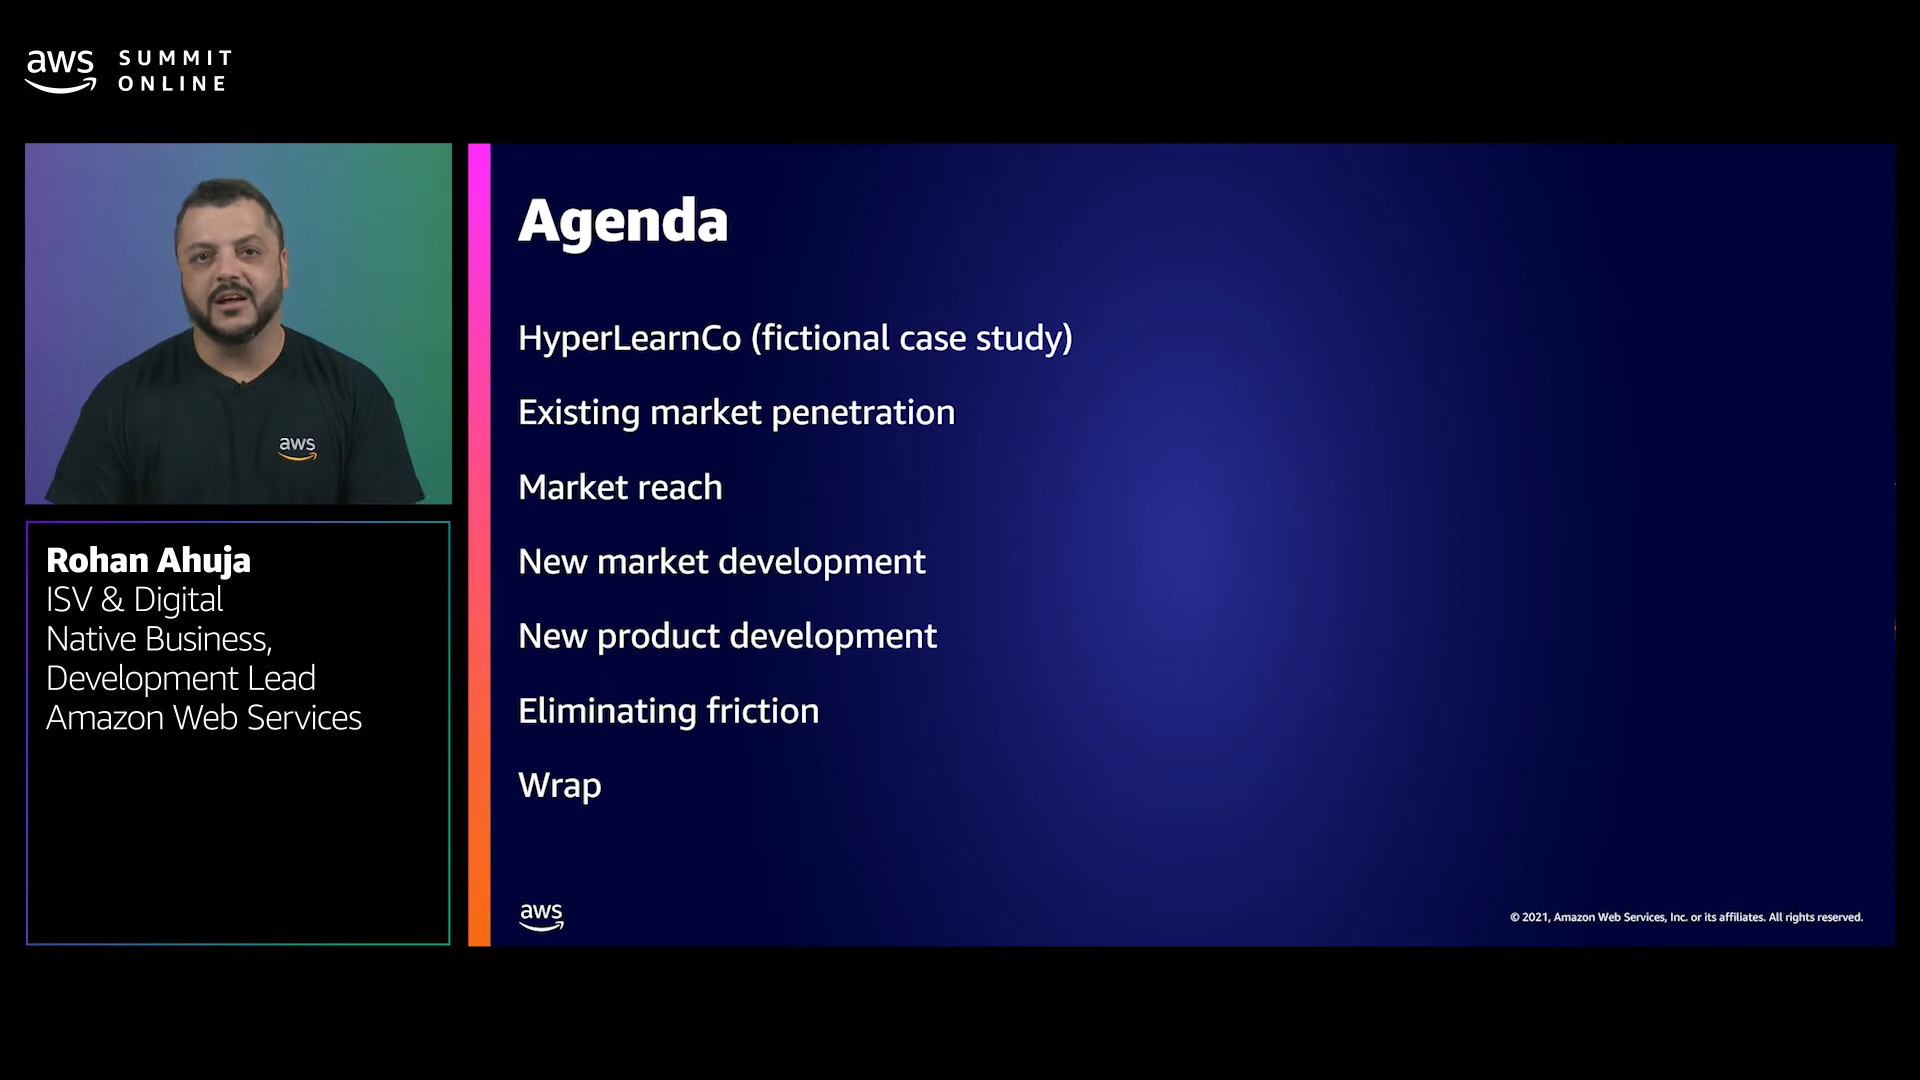 aws SUMMIT
ONLINE
aws
Rohan Ahuja
ISV & Digital
Native Business,
Development Lead
Amazon Web Services
Agenda
HyperLearnCo (fictional case study)
Existing market penetration
Market reach
New market development
New product development
Eliminating friction
Wrap
aws
© 2021, Amazon Web Services, Inc. or its affiliates. All rights reserved.